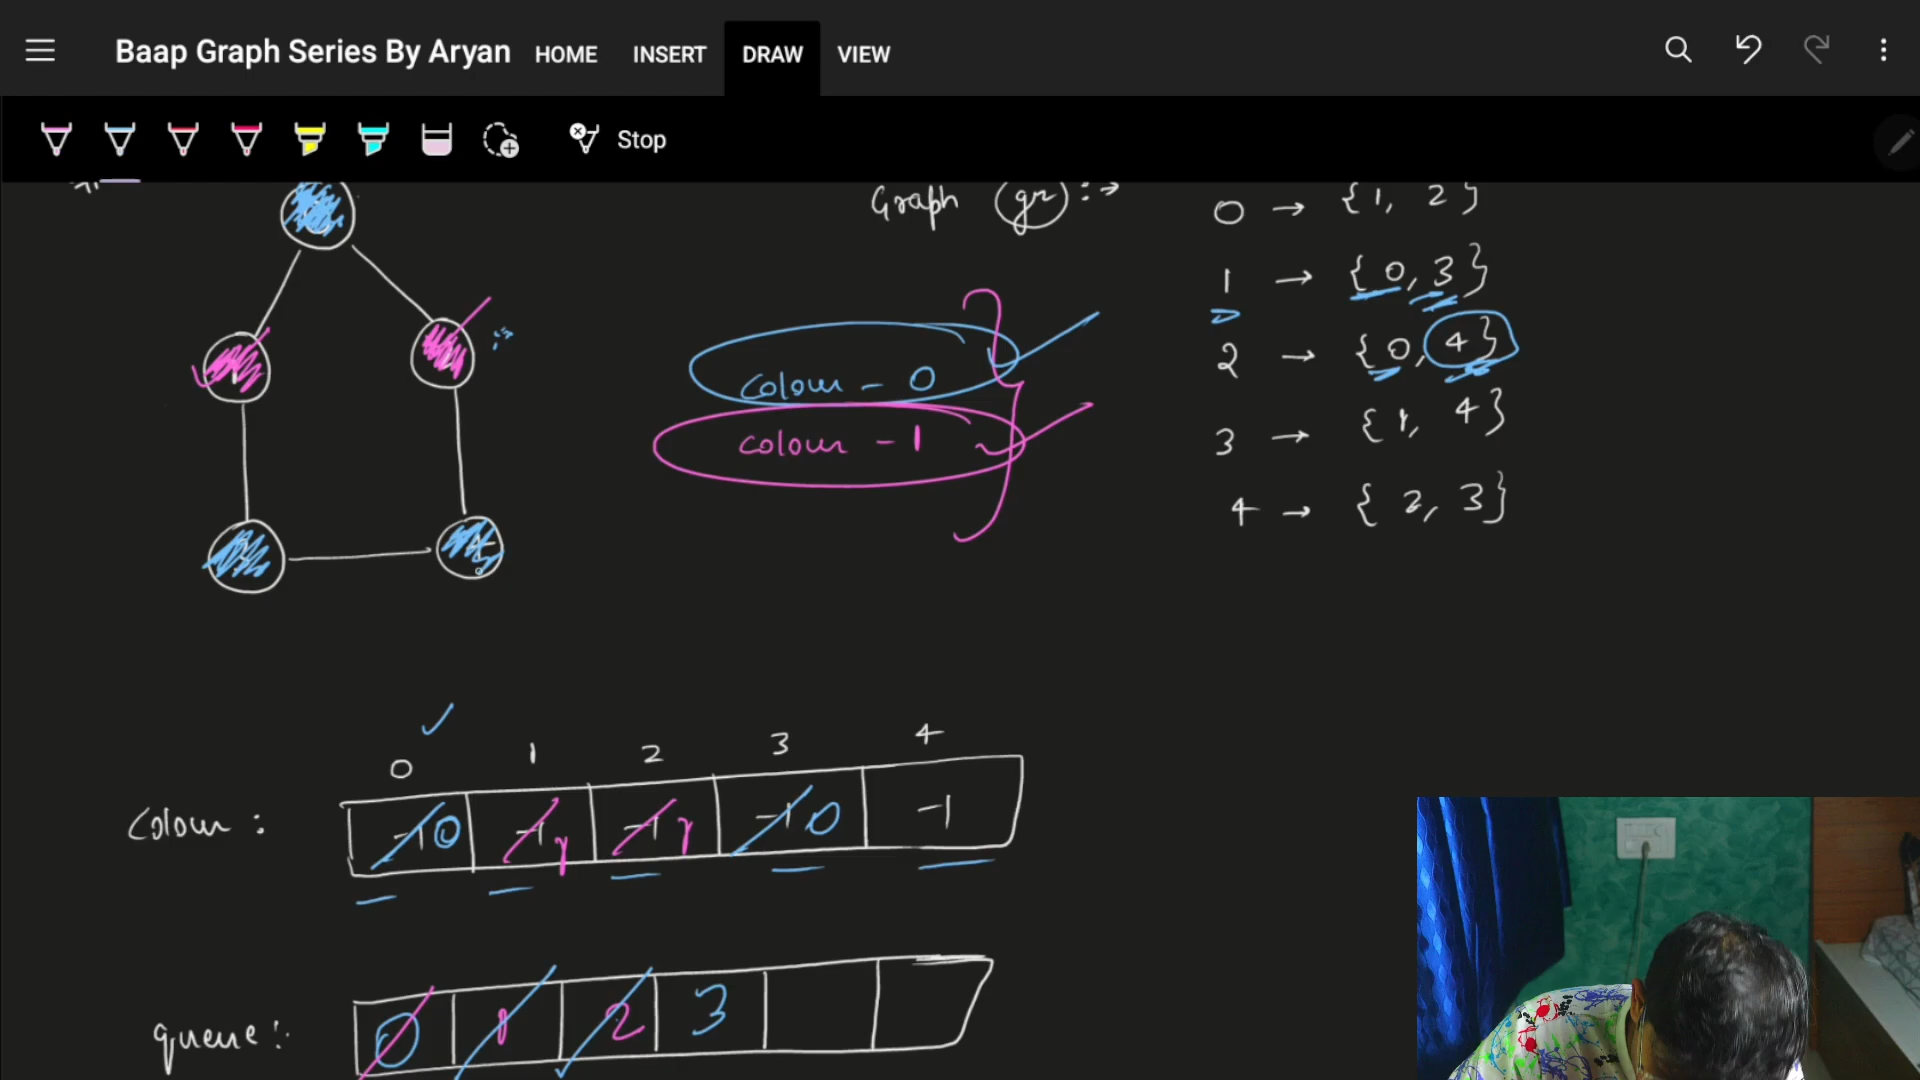 Baap Graph Series By Aryan HOME INSERT DRAW VIEW
Stop
Graph (gr) :→
0 → {1, 2}
1 → {0, 3}
2 → {0, 4}
3 → {1, 4}
4 → {2, 3}
colour - 0
colour - 1
0 1 2 3 4
Colour : -1 0 -1 1 -1 1 -1 0 -1
queue : 0 1 2 3